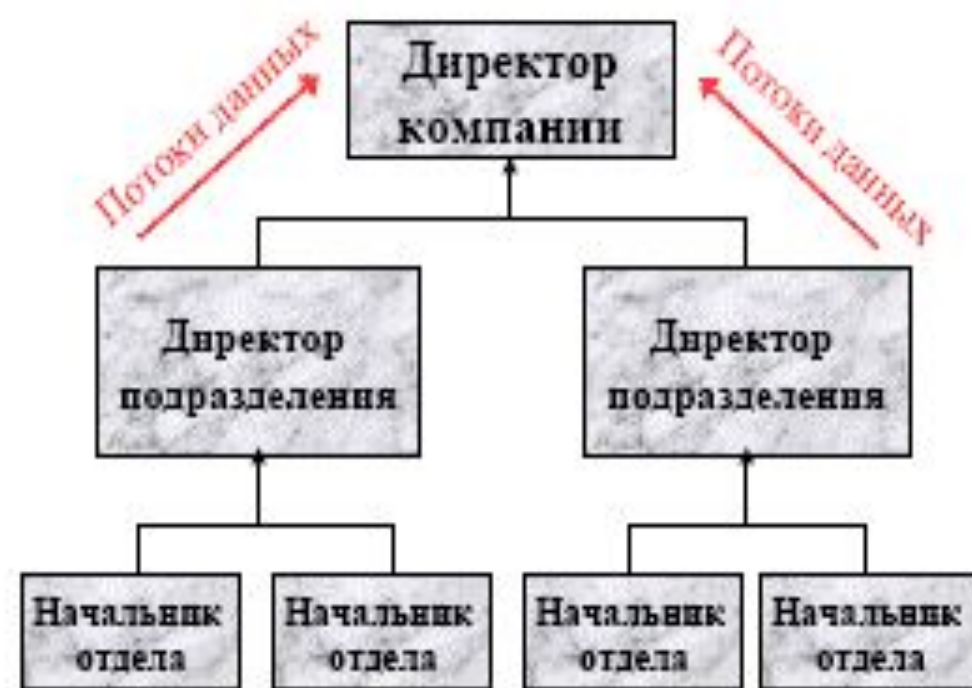 Потоки данных
Директор
компании
Потоки данных
Директор
подразделения
Директор
подразделения
Начальник
отдела
Начальник
отдела
Начальник
отдела
Начальник
отдела